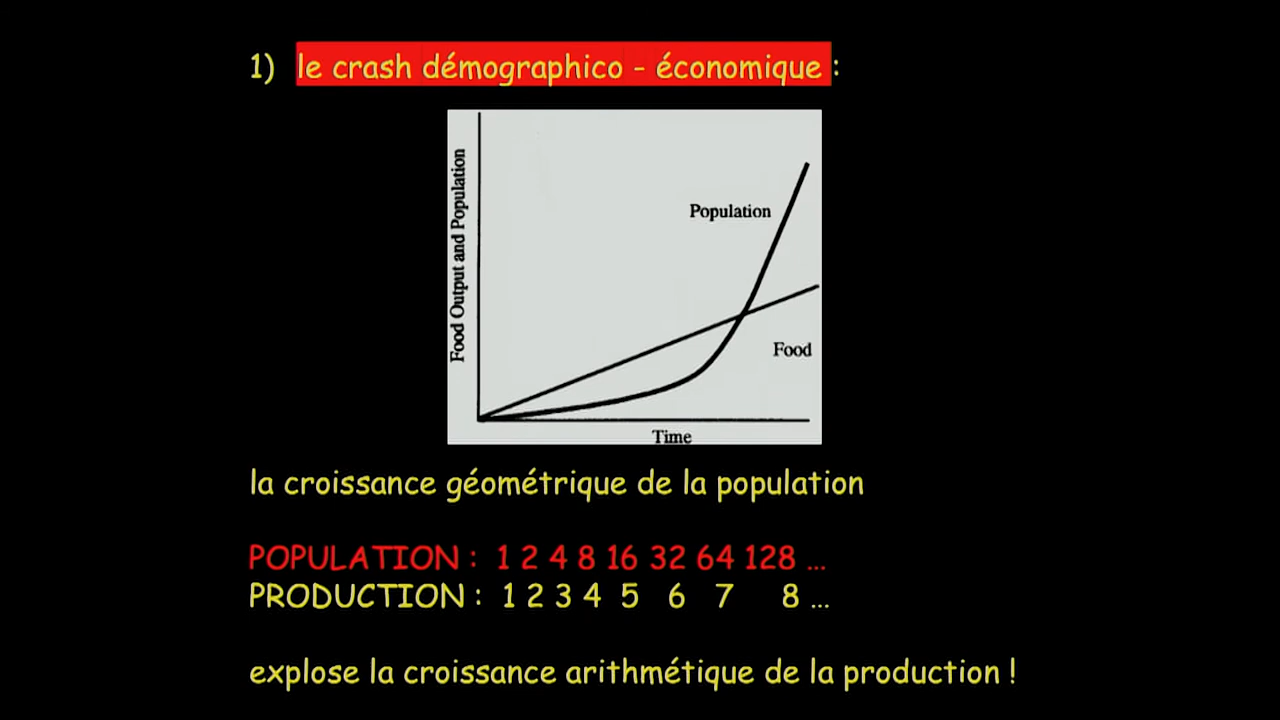 1) le crash démographico - économique :
Food Output and Population
Population
Food
Time
la croissance géométrique de la population
POPULATION : 1 2 4 8 16 32 64 128 ...
PRODUCTION : 1 2 3 4 5 6 7 8 ...
explose la croissance arithmétique de la production !